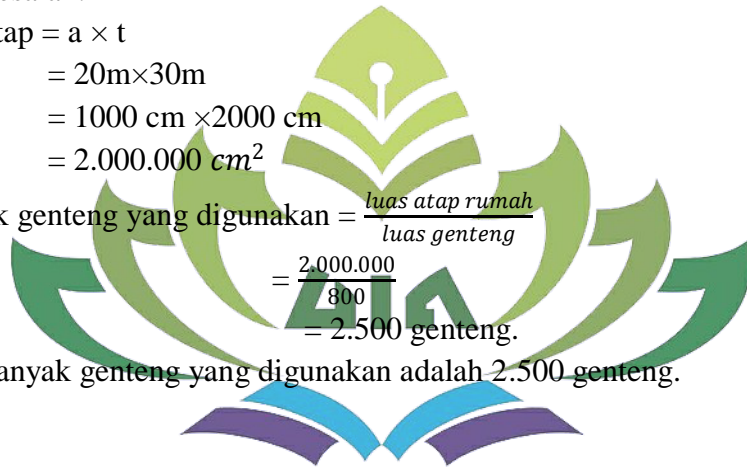 tap = a × t
= 20m×30m
= 1000 cm ×2000 cm
= 2.000.000 cm²
k genteng yang digunakan = luas atap rumah / luas genteng
= 2.000.000 / 800
= 2.500 genteng.
anyak genteng yang digunakan adalah 2.500 genteng.